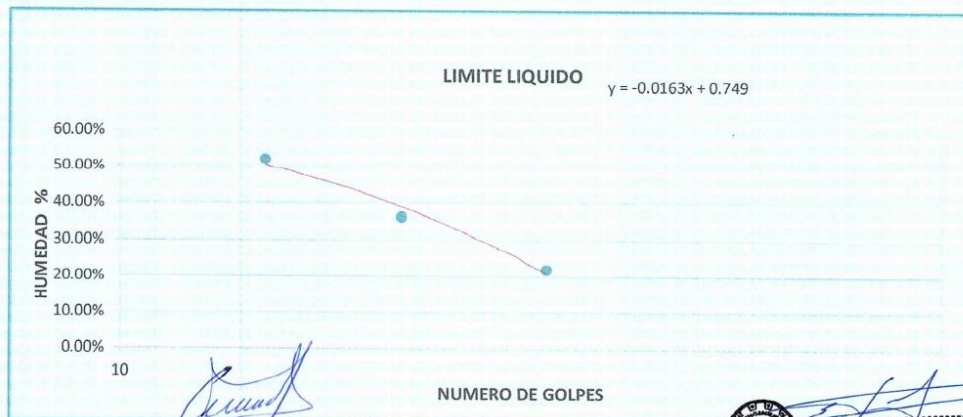 LIMITE LIQUIDO
y = -0.0163x + 0.749
HUMEDAD %
60.00%
50.00%
40.00%
30.00%
20.00%
10.00%
0.00%
10
NUMERO DE GOLPES